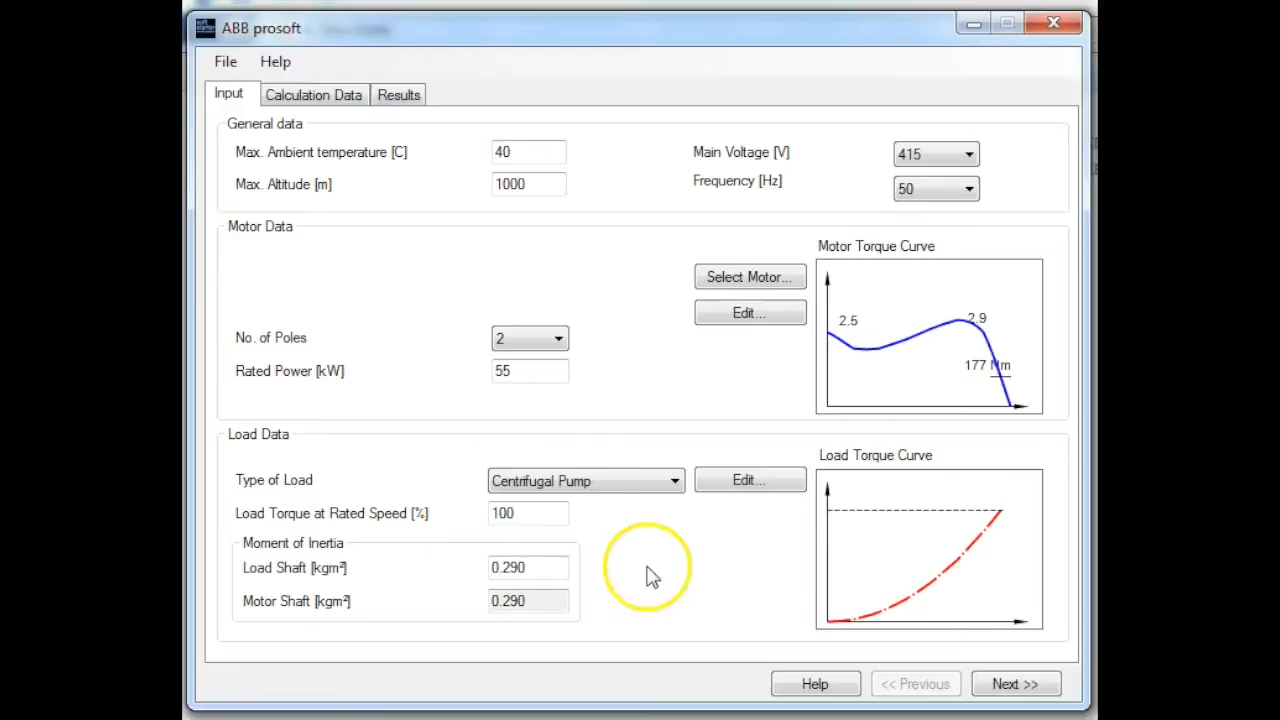 ABB prosoft
File Help
Input Calculation Data Results
General data
Max. Ambient temperature [C] 40 Main Voltage [V] 415
Max. Altitude [m] 1000 Frequency [Hz] 50
Motor Data
Motor Torque Curve
Select Motor...
Edit...
2.5 2.9
No. of Poles 2
177 Nm
Rated Power [kW] 55
Load Data
Load Torque Curve
Type of Load Centrifugal Pump Edit...
Load Torque at Rated Speed [%] 100
Moment of Inertia
Load Shaft [kgm²] 0.290
Motor Shaft [kgm²] 0.290
Help << Previous Next >>